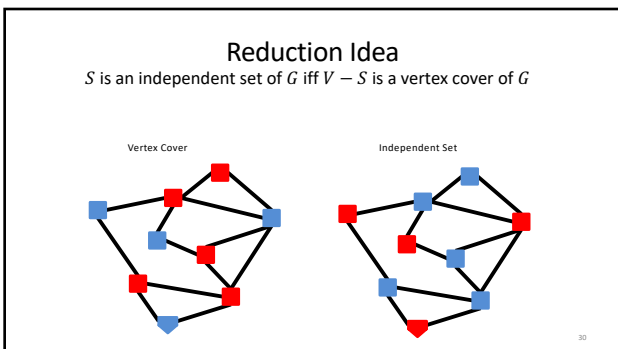 Reduction Idea
𝑆 is an independent set of 𝐺 iff 𝑉 − 𝑆 is a vertex cover of 𝐺
Vertex Cover
Independent Set
30